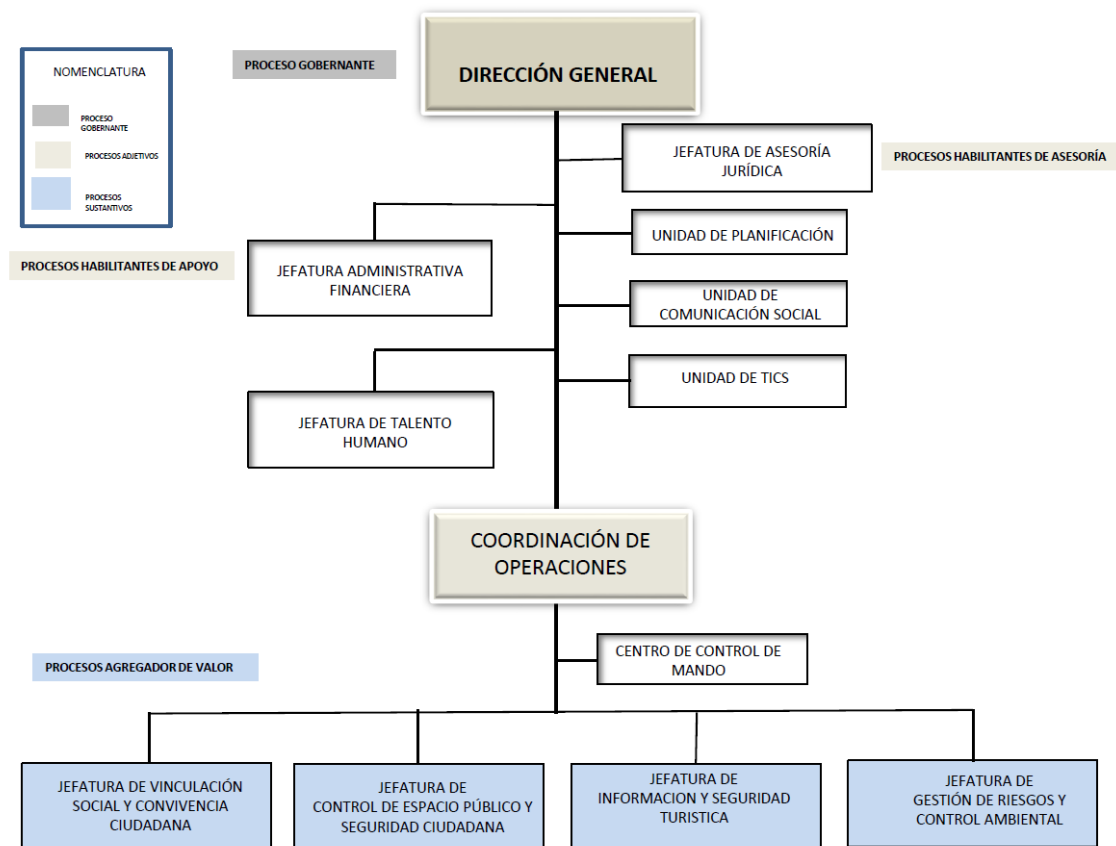 NOMENCLATURA
PROCESO
GOBERNANTE
PROCESOS ADJETIVOS
PROCESOS
SUSTANTIVOS
PROCESO GOBERNANTE
DIRECCIÓN GENERAL
JEFATURA DE ASESORÍA
JURÍDICA
PROCESOS HABILITANTES DE ASESORÍA
UNIDAD DE PLANIFICACIÓN
PROCESOS HABILITANTES DE APOYO
JEFATURA ADMINISTRATIVA
FINANCIERA
UNIDAD DE
COMUNICACIÓN SOCIAL
UNIDAD DE TICS
JEFATURA DE TALENTO
HUMANO
COORDINACIÓN DE
OPERACIONES
CENTRO DE CONTROL DE
MANDO
PROCESOS AGREGADOR DE VALOR
JEFATURA DE VINCULACIÓN
SOCIAL Y CONVIVENCIA
CIUDADANA
JEFATURA DE
CONTROL DE ESPACIO PÚBLICO Y
SEGURIDAD CIUDADANA
JEFATURA DE
INFORMACION Y SEGURIDAD
TURISTICA
JEFATURA DE
GESTIÓN DE RIESGOS Y
CONTROL AMBIENTAL